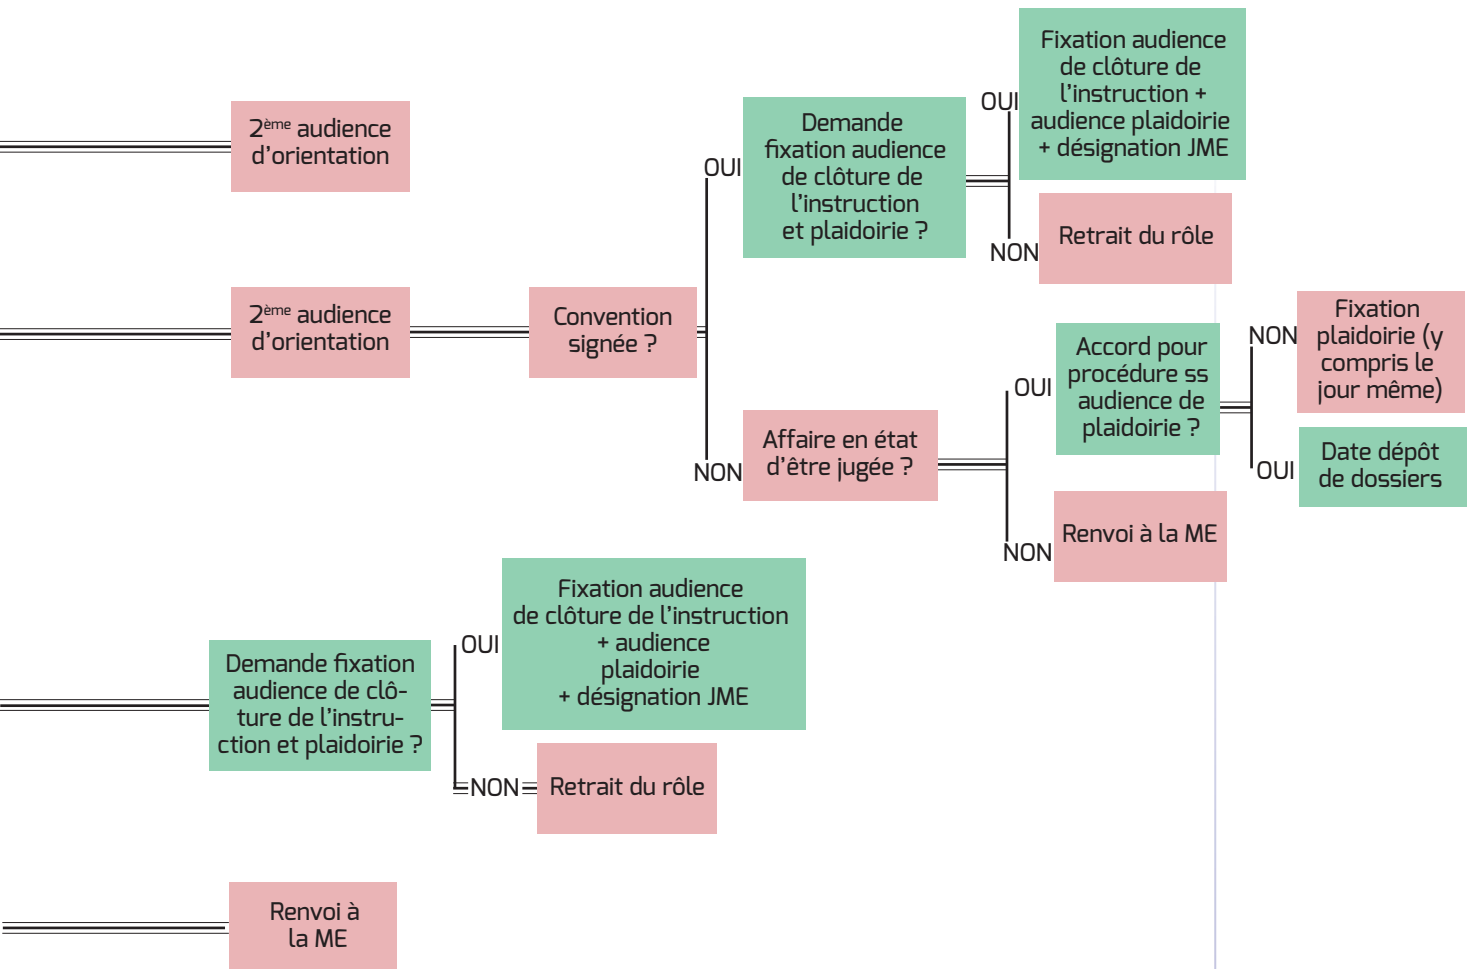 2ème audience
d'orientation
2ème audience
d'orientation
Convention
signée ?
OUI
Demande
fixation audience
de clôture de
l'instruction
et plaidoirie ?
OUI
Fixation audience
de clôture de
l'instruction +
audience plaidoirie
+ désignation JME
NON
Retrait du rôle
NON
Affaire en état
d'être jugée ?
OUI
Accord pour
procédure ss
audience de
plaidoirie ?
NON
Fixation
plaidoirie (y
compris le
jour même)
OUI
Date dépôt
de dossiers
NON
Renvoi à la ME
Demande fixation
audience de clô-
ture de l'instru-
ction et plaidoirie ?
OUI
Fixation audience
de clôture de l'instruction
+ audience
plaidoirie
+ désignation JME
NON
Retrait du rôle
Renvoi à
la ME